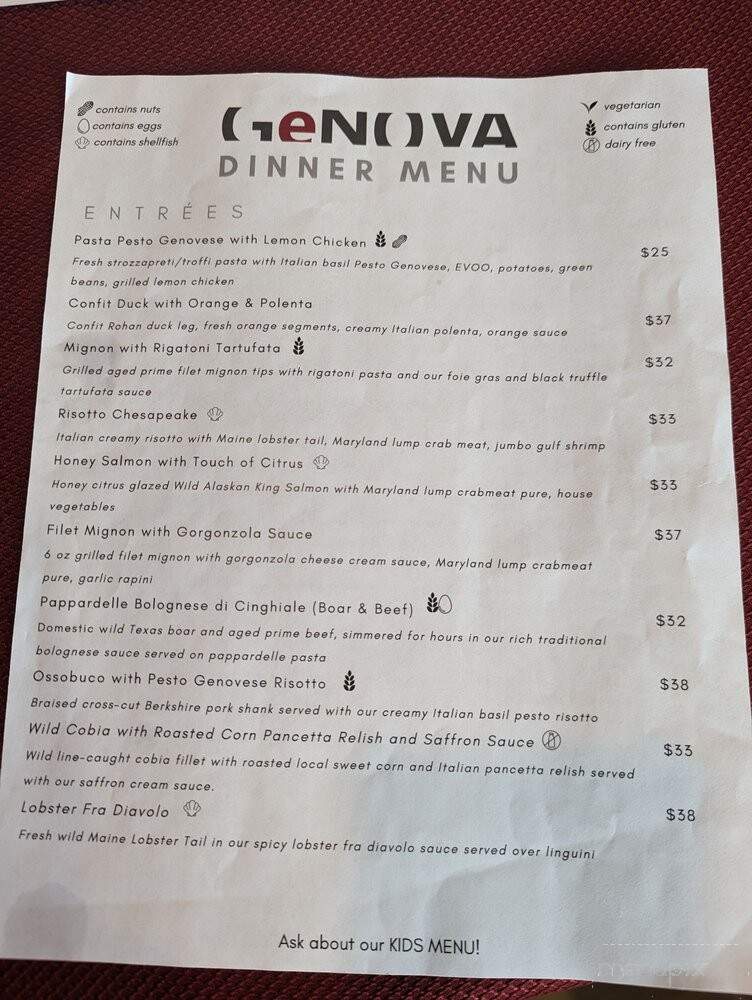 contains nuts
contains eggs
contains shellfish
GeNOVA
DINNER MENU
vegetarian
contains gluten
dairy free
ENTRÉES
Pasta Pesto Genovese with Lemon Chicken $25
Fresh strozzapreti/troffi pasta with Italian basil Pesto Genovese, EVOO, potatoes, green
beans, grilled lemon chicken
Confit Duck with Orange & Polenta $37
Confit Rohan duck leg, fresh orange segments, creamy Italian polenta, orange sauce
Mignon with Rigatoni Tartufata $32
Grilled aged prime filet mignon tips with rigatoni pasta and our foie gras and black truffle
tartufata sauce
Risotto Chesapeake $33
Italian creamy risotto with Maine lobster tail, Maryland lump crab meat, jumbo gulf shrimp
Honey Salmon with Touch of Citrus $33
Honey citrus glazed Wild Alaskan King Salmon with Maryland lump crabmeat pure, house
vegetables
Filet Mignon with Gorgonzola Sauce $37
6 oz grilled filet mignon with gorgonzola cheese cream sauce, Maryland lump crabmeat
pure, garlic rapini
Pappardelle Bolognese di Cinghiale (Boar & Beef) $32
Domestic wild Texas boar and aged prime beef, simmered for hours in our rich traditional
bolognese sauce served on pappardelle pasta
Ossobuco with Pesto Genovese Risotto $38
Braised cross-cut Berkshire pork shank served with our creamy Italian basil pesto risotto
Wild Cobia with Roasted Corn Pancetta Relish and Saffron Sauce $33
Wild line-caught cobia fillet with roasted local sweet corn and Italian pancetta relish served
with our saffron cream sauce.
Lobster Fra Diavolo $38
Fresh wild Maine Lobster Tail in our spicy lobster fra diavolo sauce served over linguini
Ask about our KIDS MENU!